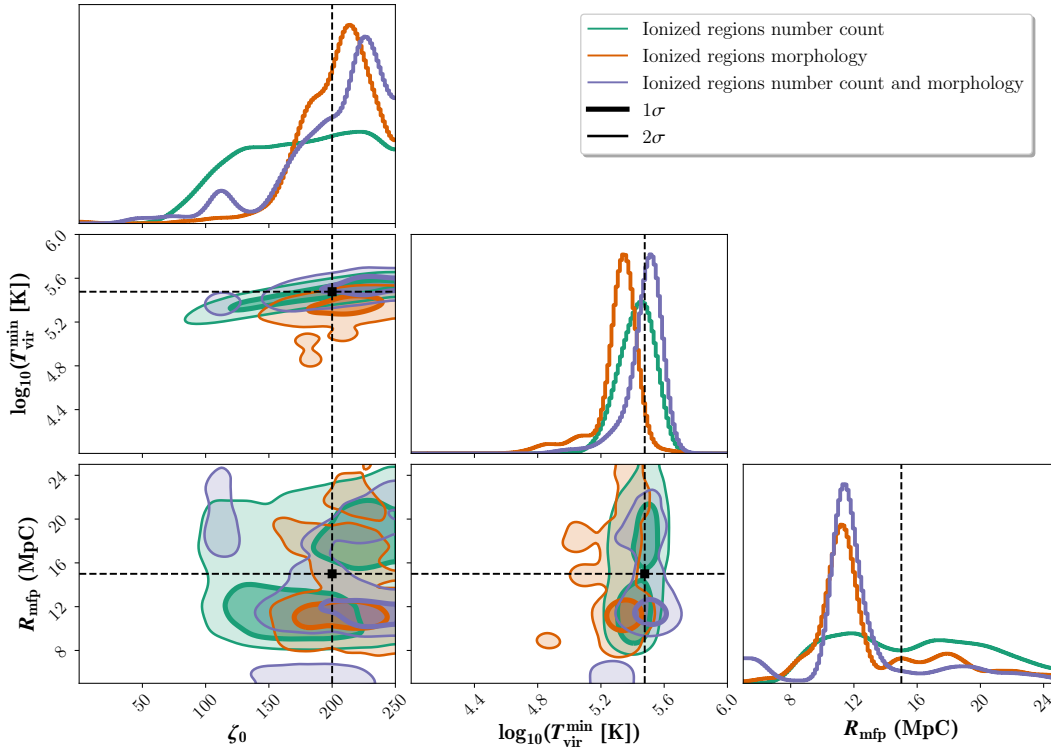 Ionized regions number count
Ionized regions morphology
Ionized regions number count and morphology
1σ
2σ
6.0
5.6
5.2
4.8
4.4
log₁₀(T_vir^min [K])
24
20
16
12
8
R_mfp (MpC)
50 100 150 200 250
4.4 4.8 5.2 5.6 6.0
8 12 16 20 24
ζ₀
log₁₀(T_vir^min [K])
R_mfp (MpC)